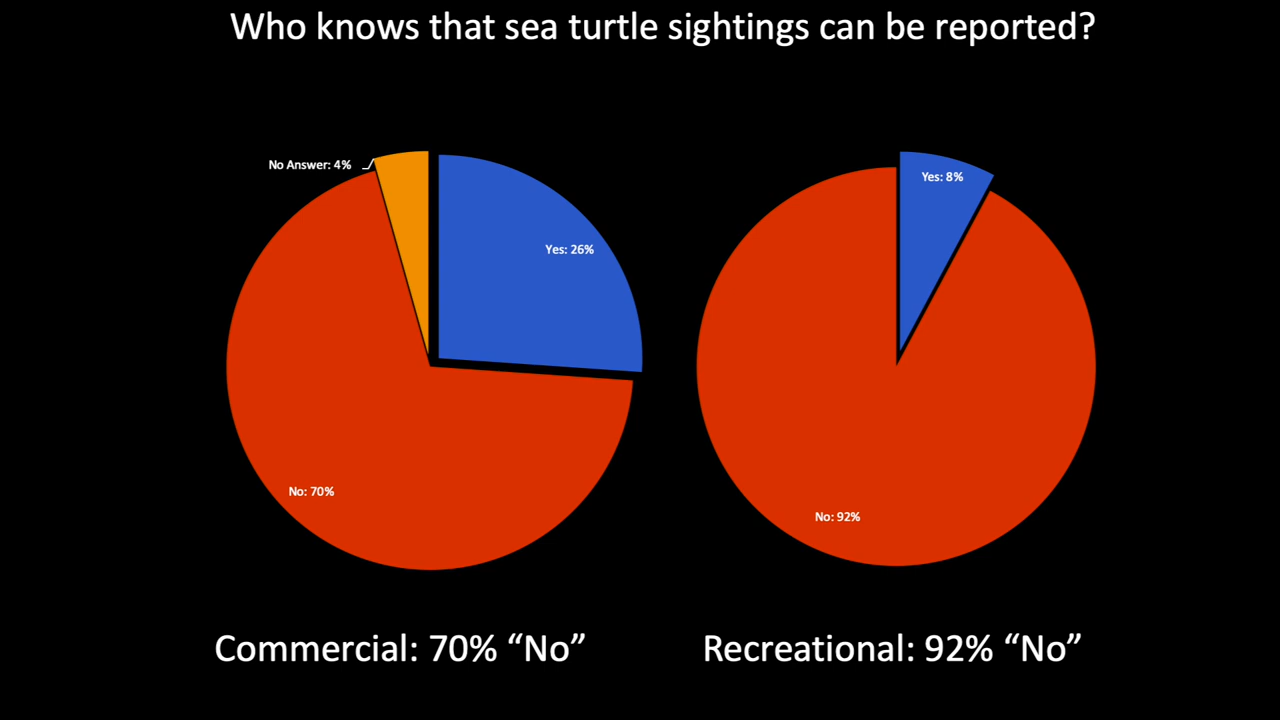 Who knows that sea turtle sightings can be reported?
No Answer: 4%
Yes: 26%
No: 70%
Yes: 8%
No: 92%
Commercial: 70% “No”
Recreational: 92% “No”